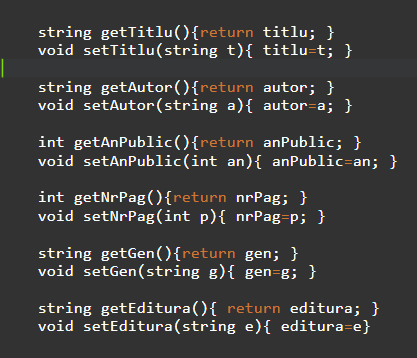 string getTitlu(){return titlu; }
void setTitlu(string t){ titlu=t; }
string getAutor(){return autor; }
void setAutor(string a){ autor=a; }
int getAnPublic(){return anPublic; }
void setAnPublic(int an){ anPublic=an; }
int getNrPag(){return nrPag; }
void setNrPag(int p){ nrPag=p; }
string getGen(){return gen; }
void setGen(string g){ gen=g; }
string getEditura(){ return editura; }
void setEditura(string e){ editura=e}